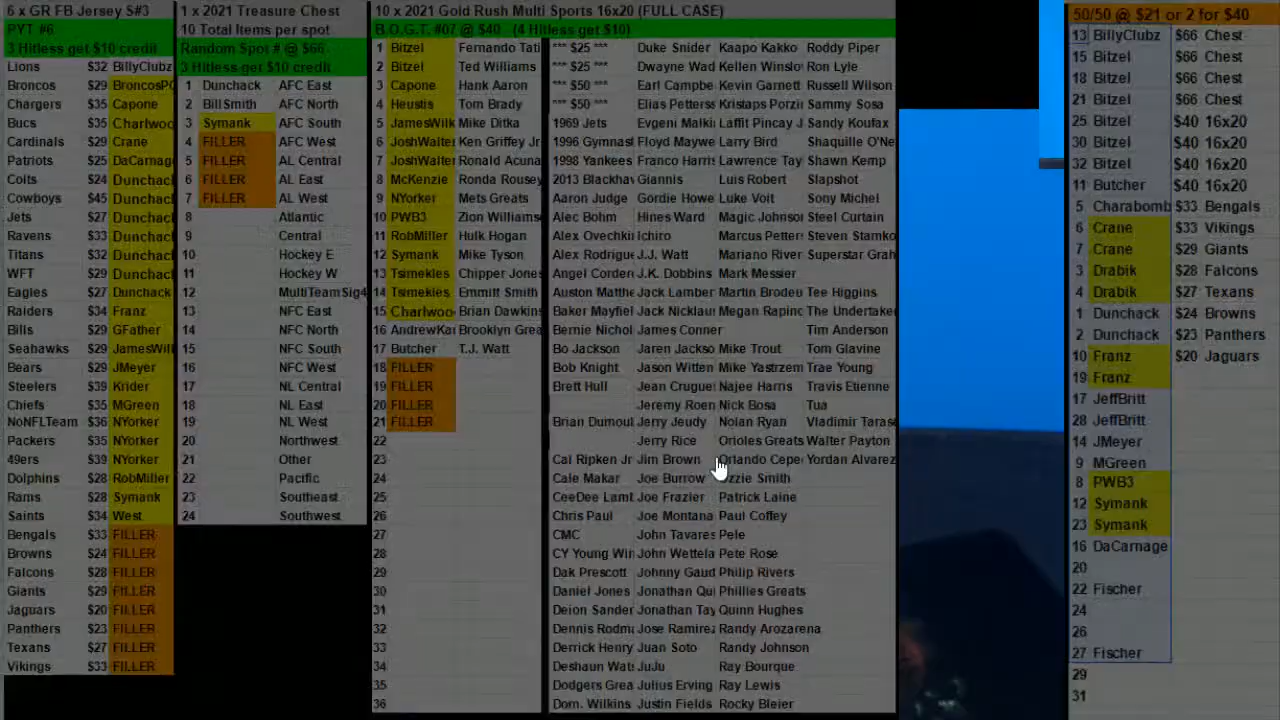 6 x GR FB Jersey S#3
PYT #6
3 Hitless get $10 credit
Lions $32 BillyClubz
Broncos $29 BroncosPC
Chargers $35 Capone
Bucs $35 Charlwoo
Cardinals $29 Crane
Patriots $25 DaCarnage
Colts $24 Dunchack
Cowboys $45 Dunchack
Jets $27 Dunchack
Ravens $33 Dunchack
Titans $32 Dunchack
WFT $29 Dunchack
Eagles $27 Dunchack
Raiders $34 Franz
Bills $29 GFather
Seahawks $29 JamesWill
Bears $29 JMeyer
Steelers $29 Krider
Chiefs $35 MGreen
NoNFLTeam $36 NYorker
Packers $35 NYorker
49ers $39 NYorker
Dolphins $28 RobMiller
Rams $28 Symank
Saints $34 West
Bengals $33 FILLER
Browns $24 FILLER
Falcons $28 FILLER
Giants $29 FILLER
Jaguars $20 FILLER
Panthers $23 FILLER
Texans $27 FILLER
Vikings $33 FILLER
1 x 2021 Treasure Chest
10 Total Items per spot
Random Spot # @ $66
3 Hitless get $10 credit
1 Dunchack AFC East
2 BillSmith AFC North
3 Symank AFC South
4 FILLER AFC West
5 FILLER AL Central
6 FILLER AL East
7 FILLER AL West
8 Atlantic
9 Central
10 Hockey E
11 Hockey W
12 MultiTeamSig4
13 NFC East
14 NFC North
15 NFC South
16 NFC West
17 NL Central
18 NL East
19 NL West
20 Northwest
21 Other
22 Pacific
23 Southeast
24 Southwest
10 x 2021 Gold Rush Multi Sports 16x20 (FULL CASE)
B.O.G.T. #07 @ $40 (4 Hitless get $10)
1 Bitzel Fernando Tati *** $25 *** Duke Snider Kaapo Kakko Roddy Piper
2 Bitzel Ted Williams *** $25 *** Dwayne Wad Kellen Winslo Ron Lyle
3 Capone Hank Aaron *** $50 *** Earl Campbe Kevin Garnett Russell Wilson
4 Heustis Tom Brady *** $50 *** Elias Petterss Kristaps Porzi Sammy Sosa
5 JamesWilk Mike Ditka 1969 Jets Evgeni Malki Laffit Pincay J Sandy Koufax
6 JoshWalter Ken Griffey Jr 1996 Gymnast Floyd Maywe Larry Bird Shaquille O'Ne
7 JoshWalter Ronald Acuna 1998 Yankees Franco Harris Lawrence Tay Shawn Kemp
8 McKenzie Ronda Rousey 2013 Blackhav Giannis Luis Robert Slapshot
9 NYorker Mets Greats Aaron Judge Gordie Howe Luke Voit Sony Michel
10 PWB3 Zion Williams Alec Bohm Hines Ward Magic Johnso Steel Curtain
11 RobMiller Hulk Hogan Alex Ovechki Ichiro Marcus Petter Steven Stamko
12 Symank Mike Tyson Alex Rodrigue J.J. Watt Mariano River Superstar Grah
13 Tsimekles Chipper Jones Angel Corder J.K. Dobbins Mark Messier
14 Tsimekles Emmitt Smith Auston Matthe Jack Lamber Martin Brodeu Tee Higgins
15 Charlwoo Brian Dawkins Baker Mayfiel Jack Nicklau Megan Rapino The Undertake
16 AndrewKar Brooklyn Grea Bernie Nichol James Conner Tim Anderson
17 Butcher T.J. Watt Bo Jackson Jaren Jackso Mike Trout Tom Glavine
18 FILLER Bob Knight Jason Witten Mike Yastrzem Trae Young
19 FILLER Brett Hull Jean Crugue Najee Harris Travis Etienne
20 FILLER Jeremy Roen Nick Bosa Tua
21 FILLER Brian Dumoul Jerry Jeudy Nolan Ryan Vladimir Taras
22 Jerry Rice Orioles Greats Walter Payton
23 Cal Ripken Jr Jim Brown Orlando Cepe Yordan Alvarez
24 Cale Makar Joe Burrow Ozzie Smith
25 CeeDee Lamb Joe Frazier Patrick Laine
26 Chris Paul Joe Montana Paul Coffey
27 CMC John Tavares Pele
28 CY Young Win John Wettela Pete Rose
29 Dak Prescott Johnny Gaud Philip Rivers
30 Daniel Jones Jonathan Qui Phillies Greats
31 Deion Sander Jonathan Tay Quinn Hughes
32 Dennis Rodma Jose Ramirez Randy Arozarena
33 Derrick Henry Juan Soto Randy Johnson
34 Deshaun Wat JuJu Ray Bourque
35 Dodgers Grea Julius Erving Ray Lewis
36 Dom. Wilkins Justin Fields Rocky Bleier
50/50 @ $21 or 2 for $40
13 BillyClubz $66 Chest
15 Bitzel $66 Chest
18 Bitzel $66 Chest
21 Bitzel $66 Chest
25 Bitzel $40 16x20
30 Bitzel $40 16x20
32 Bitzel $40 16x20
11 Butcher $40 16x20
5 Charabomb $33 Bengals
6 Crane $33 Vikings
7 Crane $29 Giants
3 Drabik $28 Falcons
4 Drabik $27 Texans
1 Dunchack $24 Browns
2 Dunchack $23 Panthers
10 Franz $20 Jaguars
19 Franz
17 JeffBritt
28 JeffBritt
14 JMeyer
9 MGreen
8 PWB3
12 Symank
23 Symank
16 DaCarnage
20
22 Fischer
24
26
27 Fischer
29
31